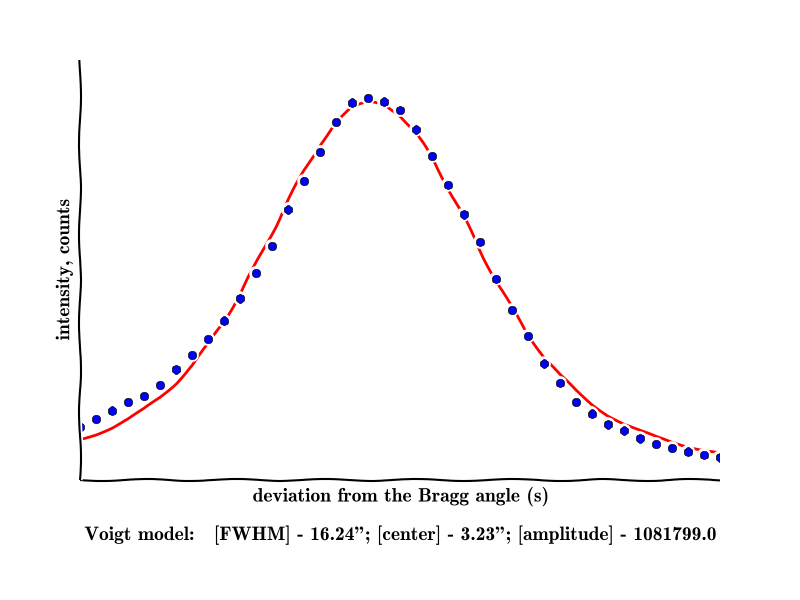 intensity, counts
deviation from the Bragg angle (s)
Voigt model: [FWHM] - 16.24”; [center] - 3.23”; [amplitude] - 1081799.0